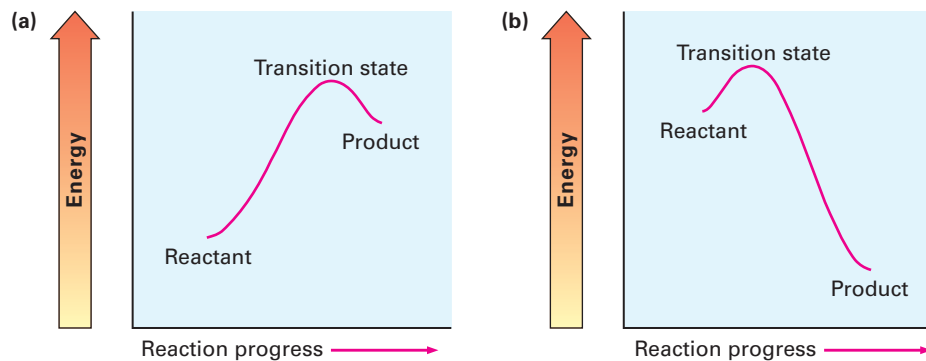 (a)
Energy
Transition state
Product
Reactant
Reaction progress
(b)
Energy
Transition state
Reactant
Product
Reaction progress